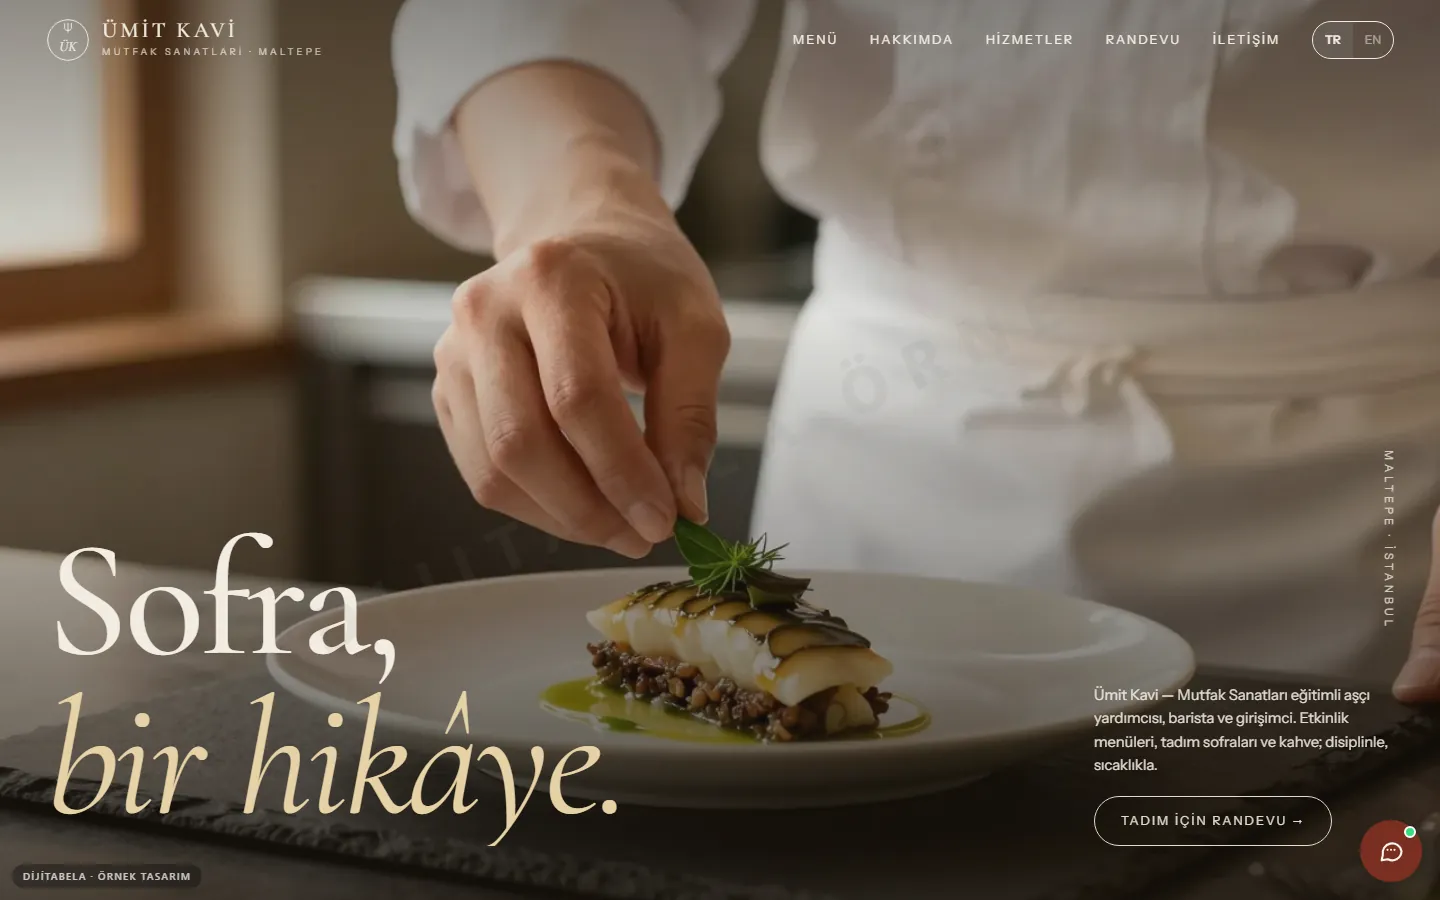 ÜK
ÜMİT KAVİ
MUTFAK SANATLARI · MALTEPE
MENÜ
HAKKIMDA
HİZMETLER
RANDEVU
İLETİŞİM
TR
EN
MALTEPE · İSTANBUL
Sofra,
bir hikâye.
Ümit Kavi — Mutfak Sanatları eğitimli aşçı
yardımcısı, barista ve girişimci. Etkinlik
menüleri, tadım sofraları ve kahve; disiplinle,
sıcaklıkla.
TADIM İÇİN RANDEVU →
DİJİTABELA · ÖRNEK TASARIM